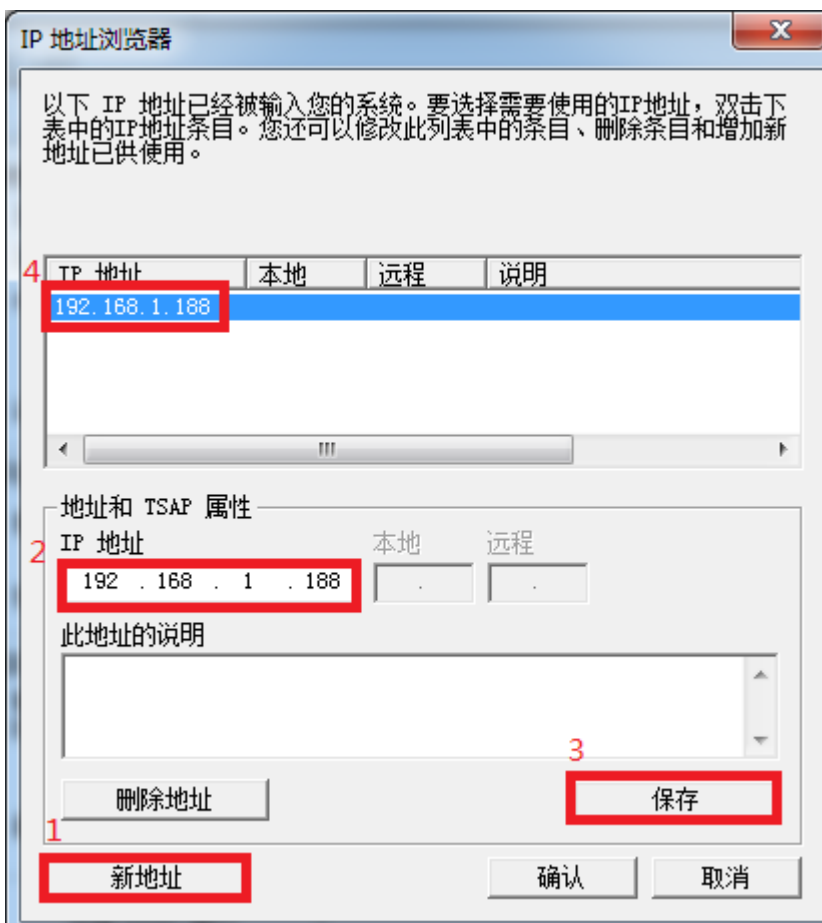 IP 地址浏览器
以下 IP 地址已经被输入您的系统。要选择需要使用的IP地址，双击下
表中的IP地址条目。您还可以修改此列表中的条目、删除条目和增加新
地址已供使用。
4 IP 地址 本地 远程 说明
192.168.1.188
地址和 TSAP 属性
IP 地址 本地 远程
2 192 . 168 . 1 . 188 . .
此地址的说明
3
删除地址 保存
1
新地址 确认 取消